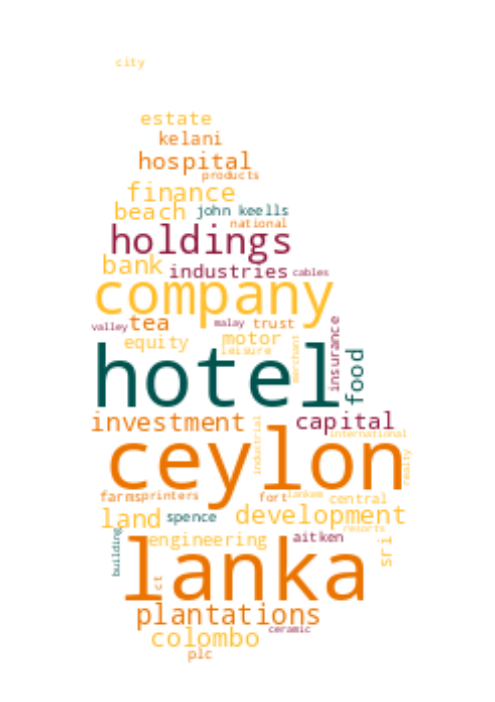 city
estate
kelani
hospital
products
finance
beach john keells
national
holdings
bank industries cables
company
valley tea malay trust
insurance
equity motor
leisure
merchant
hotel
food
investment capital
international
industrial
ceylon
realty
farms printers fort lankem central
land spence development
resorts
building
engineering aitken
sri
lanka
ct
plantations
colombo ceramic
plc